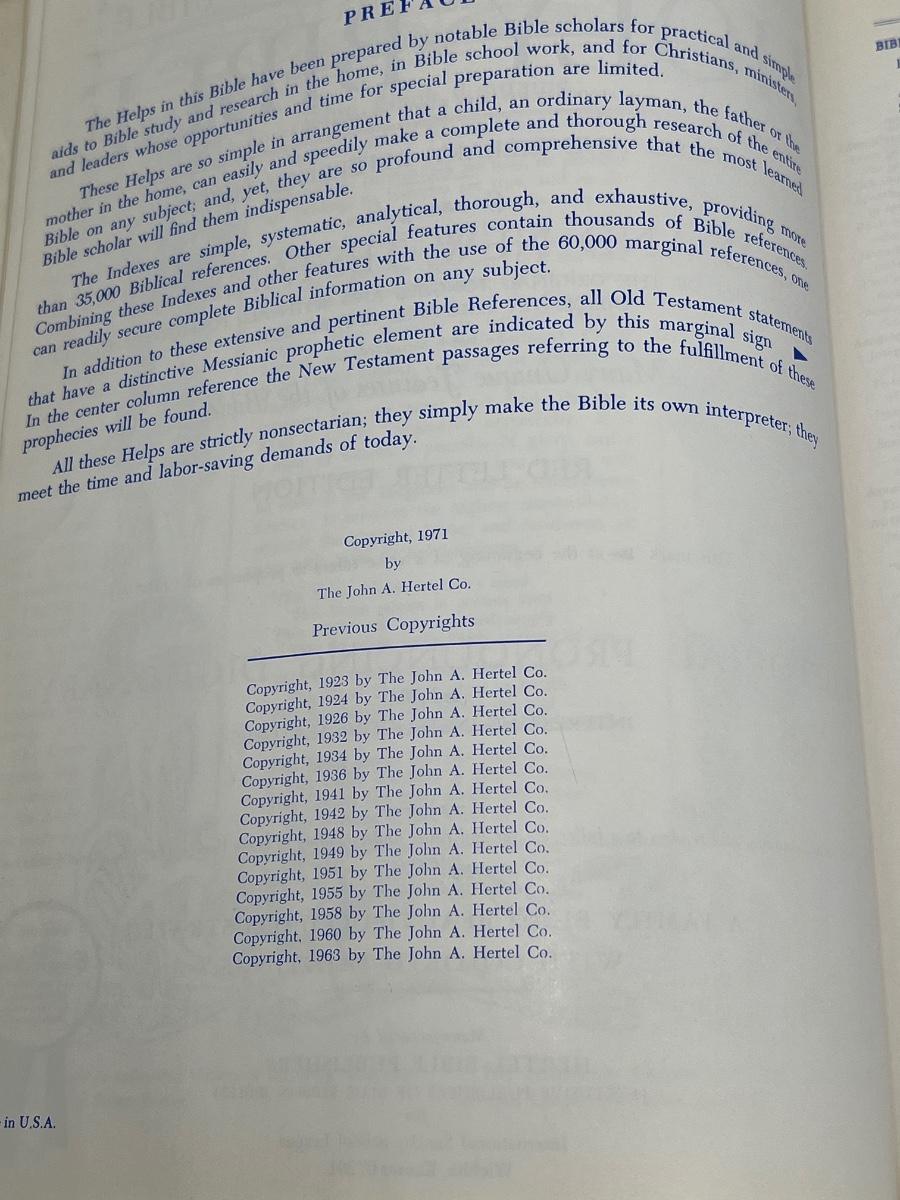 PREFACE
The Helps in this Bible have been prepared by notable Bible scholars for practical and simple
aids to Bible study and research in the home, in Bible school work, and for Christians, ministers,
and leaders whose opportunities and time for special preparation are limited.
These Helps are so simple in arrangement that a child, an ordinary layman, the father or the
mother in the home, can easily and speedily make a complete and thorough research of the entire
Bible on any subject; and, yet, they are so profound and comprehensive that the most learned
Bible scholar will find them indispensable.
The Indexes are simple, systematic, analytical, thorough, and exhaustive, providing more
than 35,000 Biblical references. Other special features contain thousands of Bible references.
Combining these Indexes and other features with the use of the 60,000 marginal references, one
can readily secure complete Biblical information on any subject.
In addition to these extensive and pertinent Bible References, all Old Testament statements
that have a distinctive Messianic prophetic element are indicated by this marginal sign
In the center column reference the New Testament passages referring to the fulfillment of these
prophecies will be found.
All these Helps are strictly nonsectarian; they simply make the Bible its own interpreter; they
meet the time and labor-saving demands of today.
Copyright, 1971
by
The John A. Hertel Co.
Previous Copyrights
Copyright, 1923 by The John A. Hertel Co.
Copyright, 1924 by The John A. Hertel Co.
Copyright, 1926 by The John A. Hertel Co.
Copyright, 1932 by The John A. Hertel Co.
Copyright, 1934 by The John A. Hertel Co.
Copyright, 1936 by The John A. Hertel Co.
Copyright, 1941 by The John A. Hertel Co.
Copyright, 1942 by The John A. Hertel Co.
Copyright, 1948 by The John A. Hertel Co.
Copyright, 1949 by The John A. Hertel Co.
Copyright, 1951 by The John A. Hertel Co.
Copyright, 1955 by The John A. Hertel Co.
Copyright, 1958 by The John A. Hertel Co.
Copyright, 1960 by The John A. Hertel Co.
Copyright, 1963 by The John A. Hertel Co.
in U.S.A.
BIB